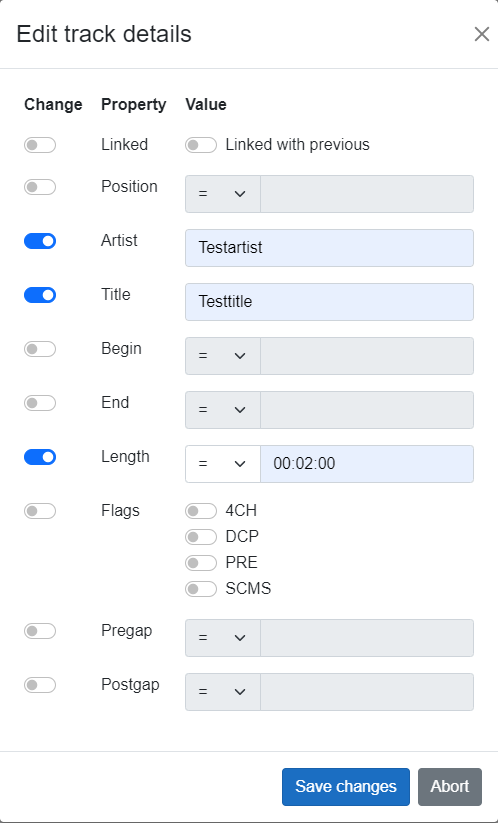 Edit track details
Change Property Value
Linked Linked with previous
Position =
Artist Testartist
Title Testtitle
Begin =
End =
Length = 00:02:00
Flags 4CH
DCP
PRE
SCMS
Pregap =
Postgap =
Save changes Abort